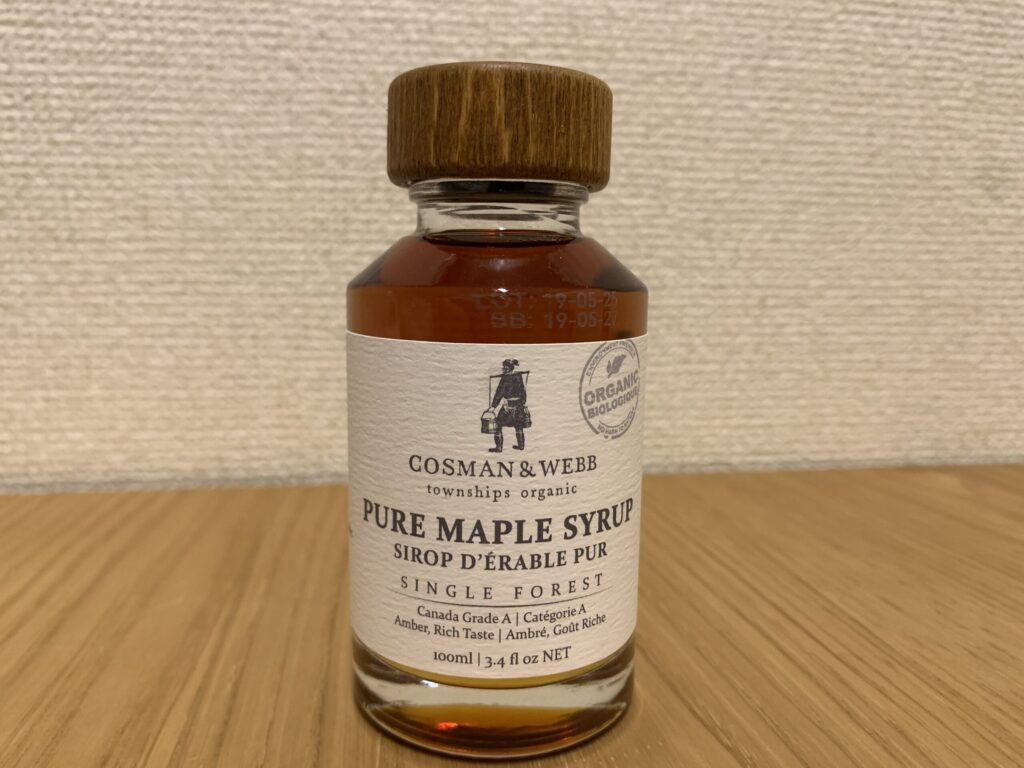 LOT: 19-05-25
BB: 19-05-27
ORGANIC
BIOLOGIQUE
COSMAN & WEBB
townships organic
PURE MAPLE SYRUP
SIROP D'ÉRABLE PUR
SINGLE FOREST
Canada Grade A | Catégorie A
Amber, Rich Taste | Ambré, Goût Riche
100ml | 3.4 fl oz NET